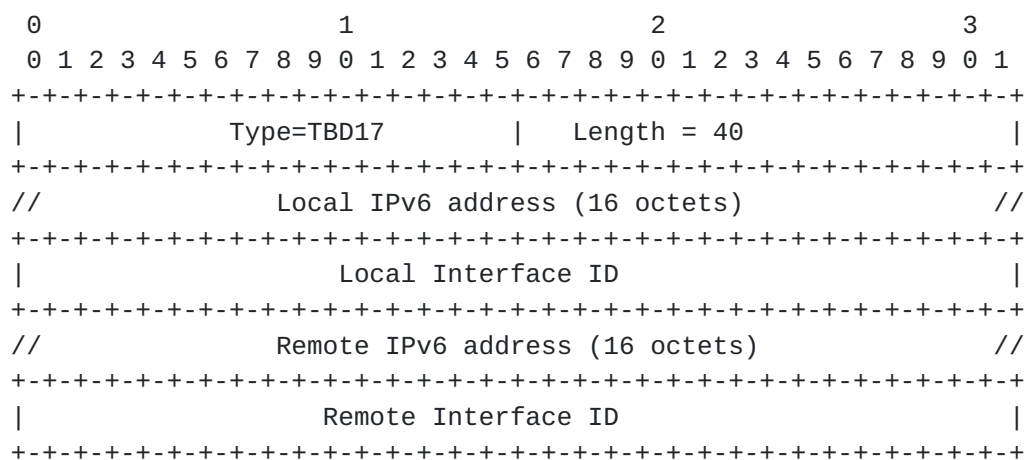 0                   1                   2                   3
 0 1 2 3 4 5 6 7 8 9 0 1 2 3 4 5 6 7 8 9 0 1 2 3 4 5 6 7 8 9 0 1
+-+-+-+-+-+-+-+-+-+-+-+-+-+-+-+-+-+-+-+-+-+-+-+-+-+-+-+-+-+-+-+-+
|             Type=TBD17        |   Length = 40                 |
+-+-+-+-+-+-+-+-+-+-+-+-+-+-+-+-+-+-+-+-+-+-+-+-+-+-+-+-+-+-+-+-+
//               Local IPv6 address (16 octets)                //
+-+-+-+-+-+-+-+-+-+-+-+-+-+-+-+-+-+-+-+-+-+-+-+-+-+-+-+-+-+-+-+-+
|                    Local Interface ID                         |
+-+-+-+-+-+-+-+-+-+-+-+-+-+-+-+-+-+-+-+-+-+-+-+-+-+-+-+-+-+-+-+-+
//               Remote IPv6 address (16 octets)               //
+-+-+-+-+-+-+-+-+-+-+-+-+-+-+-+-+-+-+-+-+-+-+-+-+-+-+-+-+-+-+-+-+
|                   Remote Interface ID                         |
+-+-+-+-+-+-+-+-+-+-+-+-+-+-+-+-+-+-+-+-+-+-+-+-+-+-+-+-+-+-+-+-+